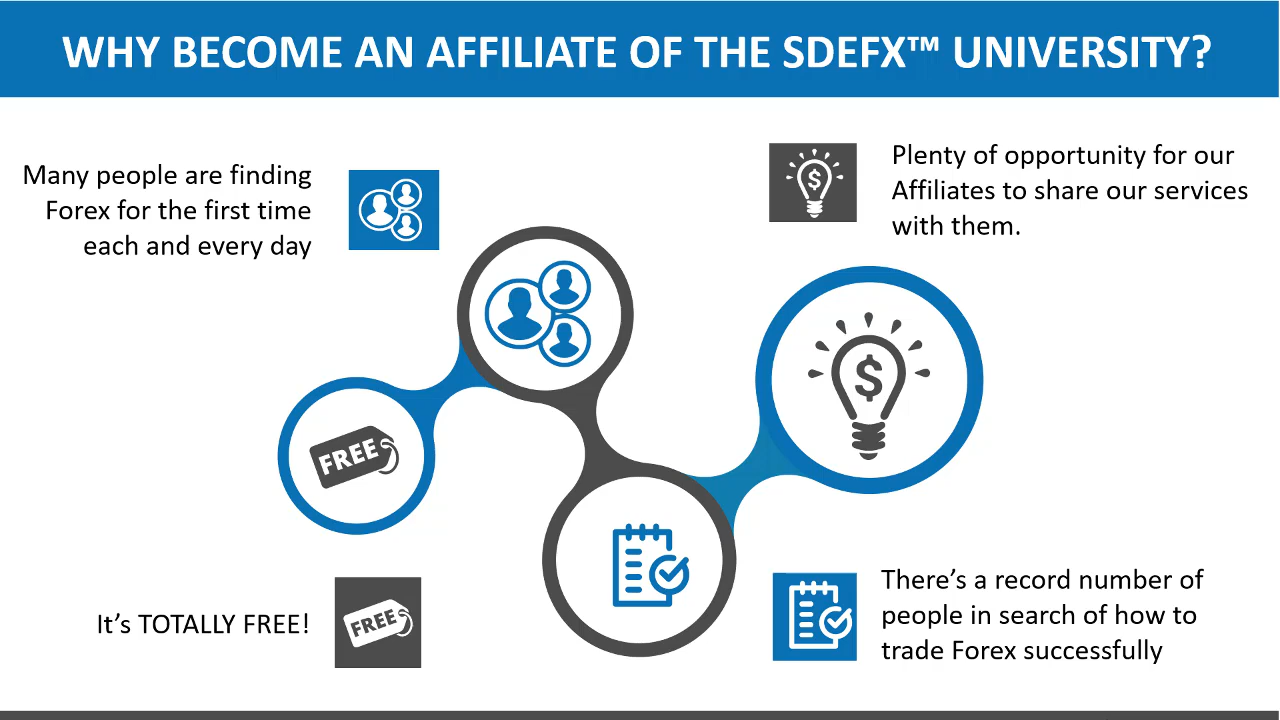 WHY BECOME AN AFFILIATE OF THE SDEFX™ UNIVERSITY?
Many people are finding
Forex for the first time
each and every day
Plenty of opportunity for our
Affiliates to share our services
with them.
$
$
FREE
It's TOTALLY FREE!
FREE
There's a record number of
people in search of how to
trade Forex successfully